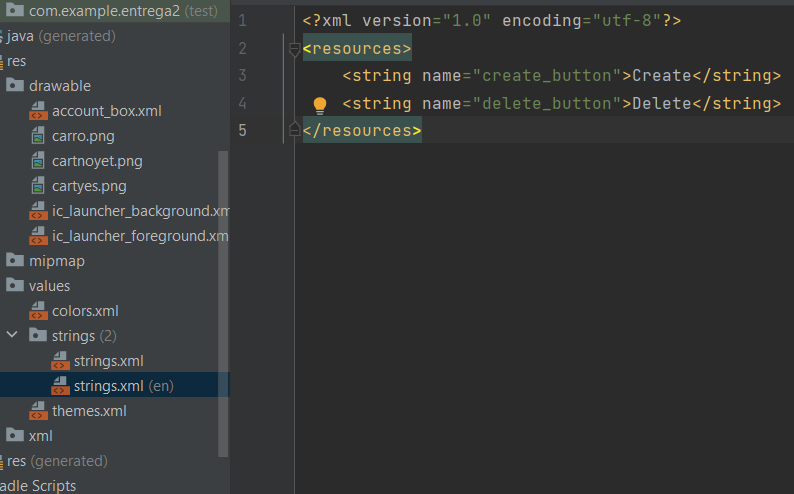 com.example.entrega2 (test)
java (generated)
res
drawable
account_box.xml
carro.png
cartnoyet.png
cartyes.png
ic_launcher_background.xm
ic_launcher_foreground.xm
mipmap
values
colors.xml
strings (2)
strings.xml
strings.xml (en)
themes.xml
xml
res (generated)
adle Scripts
1 <?xml version="1.0" encoding="utf-8"?>
2 <resources>
3 <string name="create_button">Create</string>
4 <string name="delete_button">Delete</string>
5 </resources>